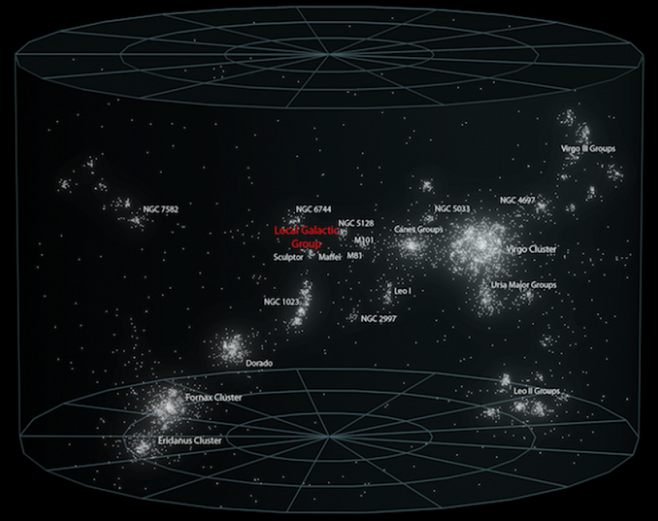 Virgo III Groups
NGC 7582
NGC 6744
NGC 5033
NGC 4697
NGC 5128
Local Galactic
Group
Canes Groups
M101
Virgo Cluster
Sculptor
Maffei
M81
Ursa Major Groups
Leo I
NGC 1023
NGC 2997
Dorado
Leo II Groups
Fornax Cluster
Eridanus Cluster